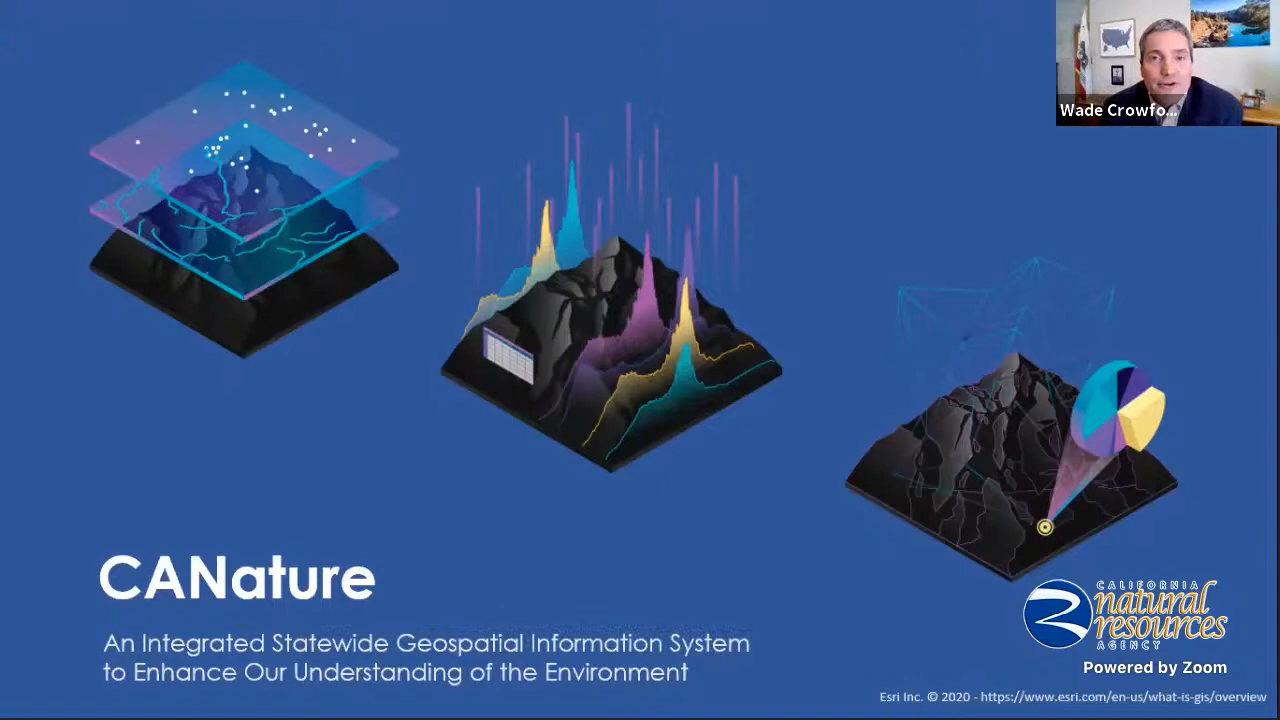 Wade Crowfo...
CANature
An Integrated Statewide Geospatial Information System
to Enhance Our Understanding of the Environment
CALIFORNIA
natural
resources
AGENCY
Powered by Zoom
Esri Inc. © 2020 - https://www.esri.com/en-us/what-is-gis/overview